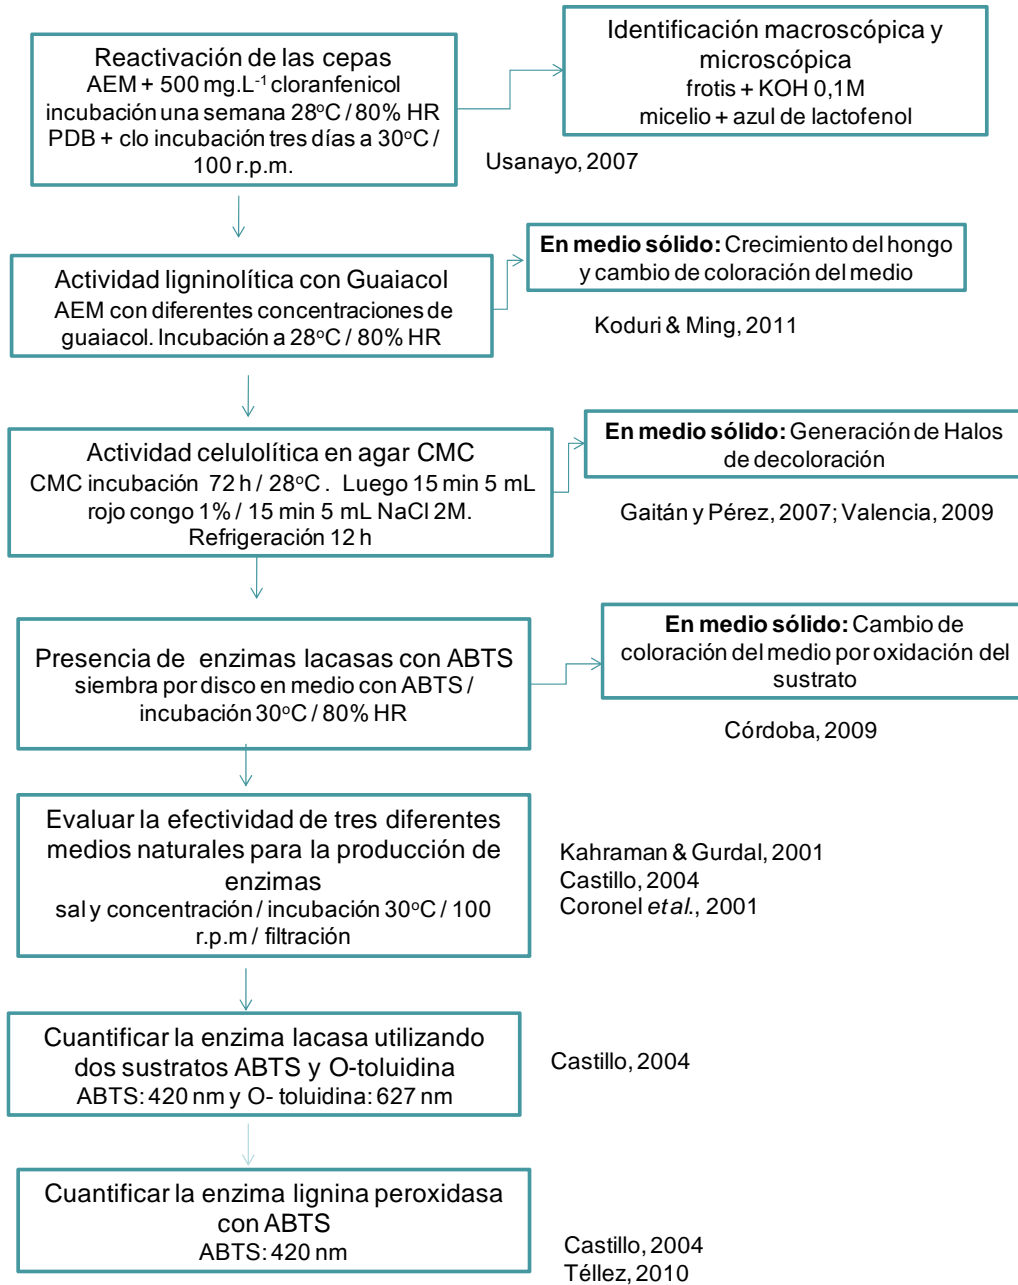 Reactivación de las cepas
AEM + 500 mg.L-1 cloranfenicol
incubación una semana 28ºC / 80% HR
PDB + clo incubación tres días a 30ºC /
100 r.p.m.
Identificación macroscópica y
microscópica
frotis + KOH 0,1M
micelio + azul de lactofenol
Usanayo, 2007
Actividad ligninolítica con Guaiacol
AEM con diferentes concentraciones de
guaiacol. Incubación a 28ºC / 80% HR
En medio sólido: Crecimiento del hongo
y cambio de coloración del medio
Koduri & Ming, 2011
Actividad celulolítica en agar CMC
CMC incubación 72 h / 28ºC . Luego 15 min 5 mL
rojo congo 1% / 15 min 5 mL NaCl 2M.
Refrigeración 12 h
En medio sólido: Generación de Halos
de decoloración
Gaitán y Pérez, 2007; Valencia, 2009
Presencia de enzimas lacasas con ABTS
siembra por disco en medio con ABTS /
incubación 30ºC / 80% HR
En medio sólido: Cambio de
coloración del medio por oxidación del
sustrato
Córdoba, 2009
Evaluar la efectividad de tres diferentes
medios naturales para la producción de
enzimas
sal y concentración / incubación 30ºC / 100
r.p.m / filtración
Kahraman & Gurdal, 2001
Castillo, 2004
Coronel et al., 2001
Cuantificar la enzima lacasa utilizando
dos sustratos ABTS y O-toluidina
ABTS: 420 nm y O- toluidina: 627 nm
Castillo, 2004
Cuantificar la enzima lignina peroxidasa
con ABTS
ABTS: 420 nm
Castillo, 2004
Téllez, 2010